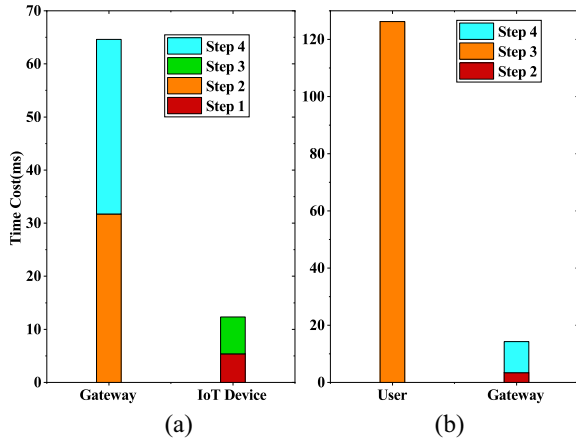 Time Cost(ms)
70
60
50
40
30
20
10
0
Step 4
Step 3
Step 2
Step 1
Gateway
IoT Device
(a)
120
100
80
60
40
20
0
Step 4
Step 3
Step 2
User
Gateway
(b)